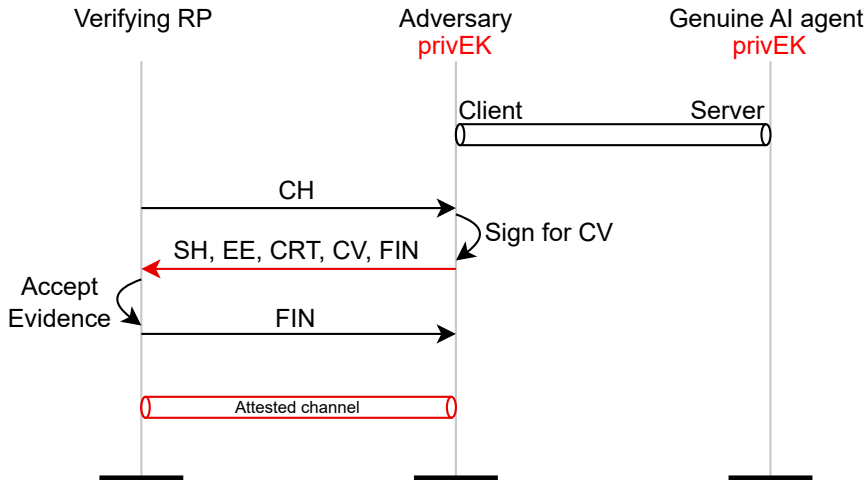 Verifying RP
Adversary
privEK
Genuine AI agent
privEK
Client
Server
CH
Sign for CV
SH, EE, CRT, CV, FIN
Accept
Evidence
FIN
Attested channel